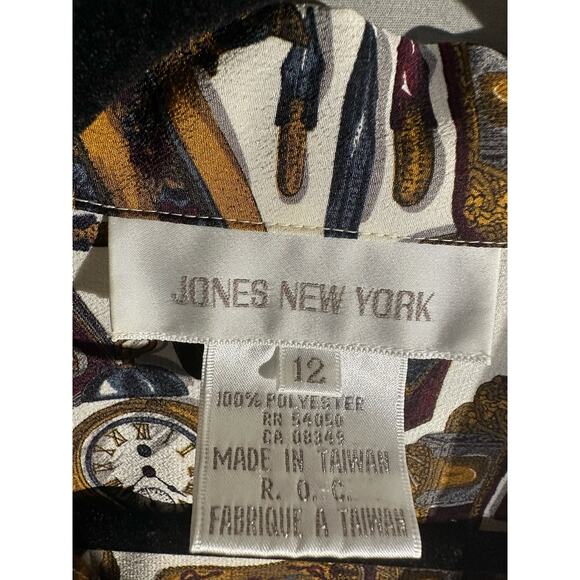 JONES NEW YORK
12
100% POLYESTER
RN 54050
CA 08349
MADE IN TAIWAN
R. O. C.
FABRIQUE A TAIWAN